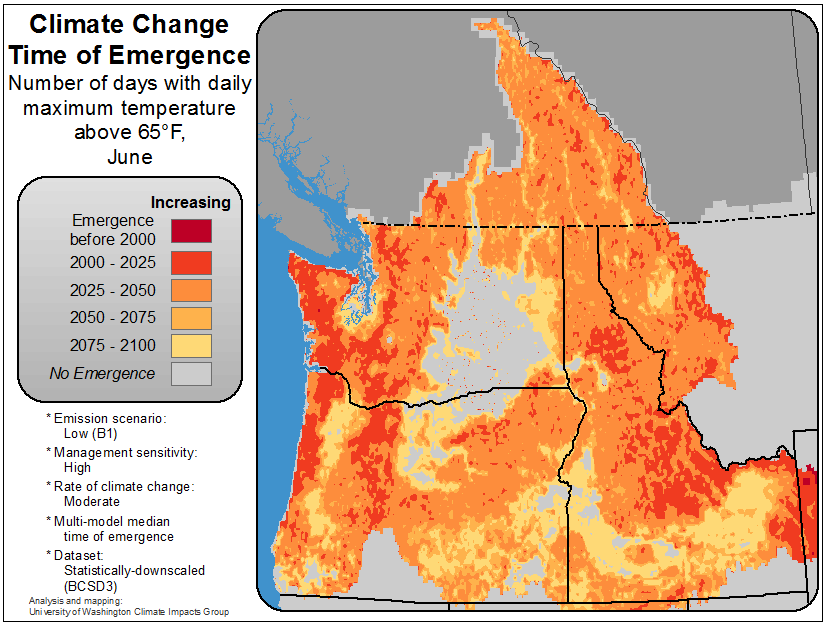 Climate Change
Time of Emergence
Number of days with daily
maximum temperature
above 65°F,
June
Increasing
Emergence
before 2000
2000 - 2025
2025 - 2050
2050 - 2075
2075 - 2100
No Emergence
* Emission scenario:
Low (B1)
* Management sensitivity:
High
* Rate of climate change:
Moderate
* Multi-model median
time of emergence
* Dataset:
Statistically-downscaled
(BCSD3)
Analysis and mapping:
University of Washington Climate Impacts Group